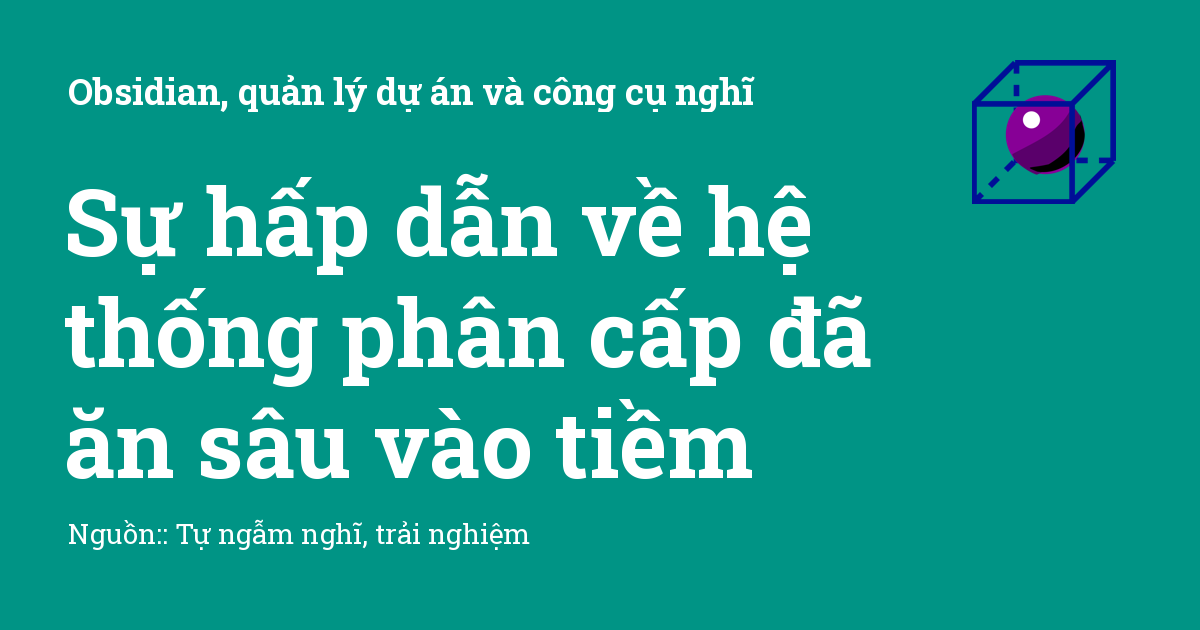 Obsidian, quản lý dự án và công cụ nghĩ
Sự hấp dẫn về hệ
thống phân cấp đã
ăn sâu vào tiềm
Nguồn:: Tự ngẫm nghĩ, trải nghiệm